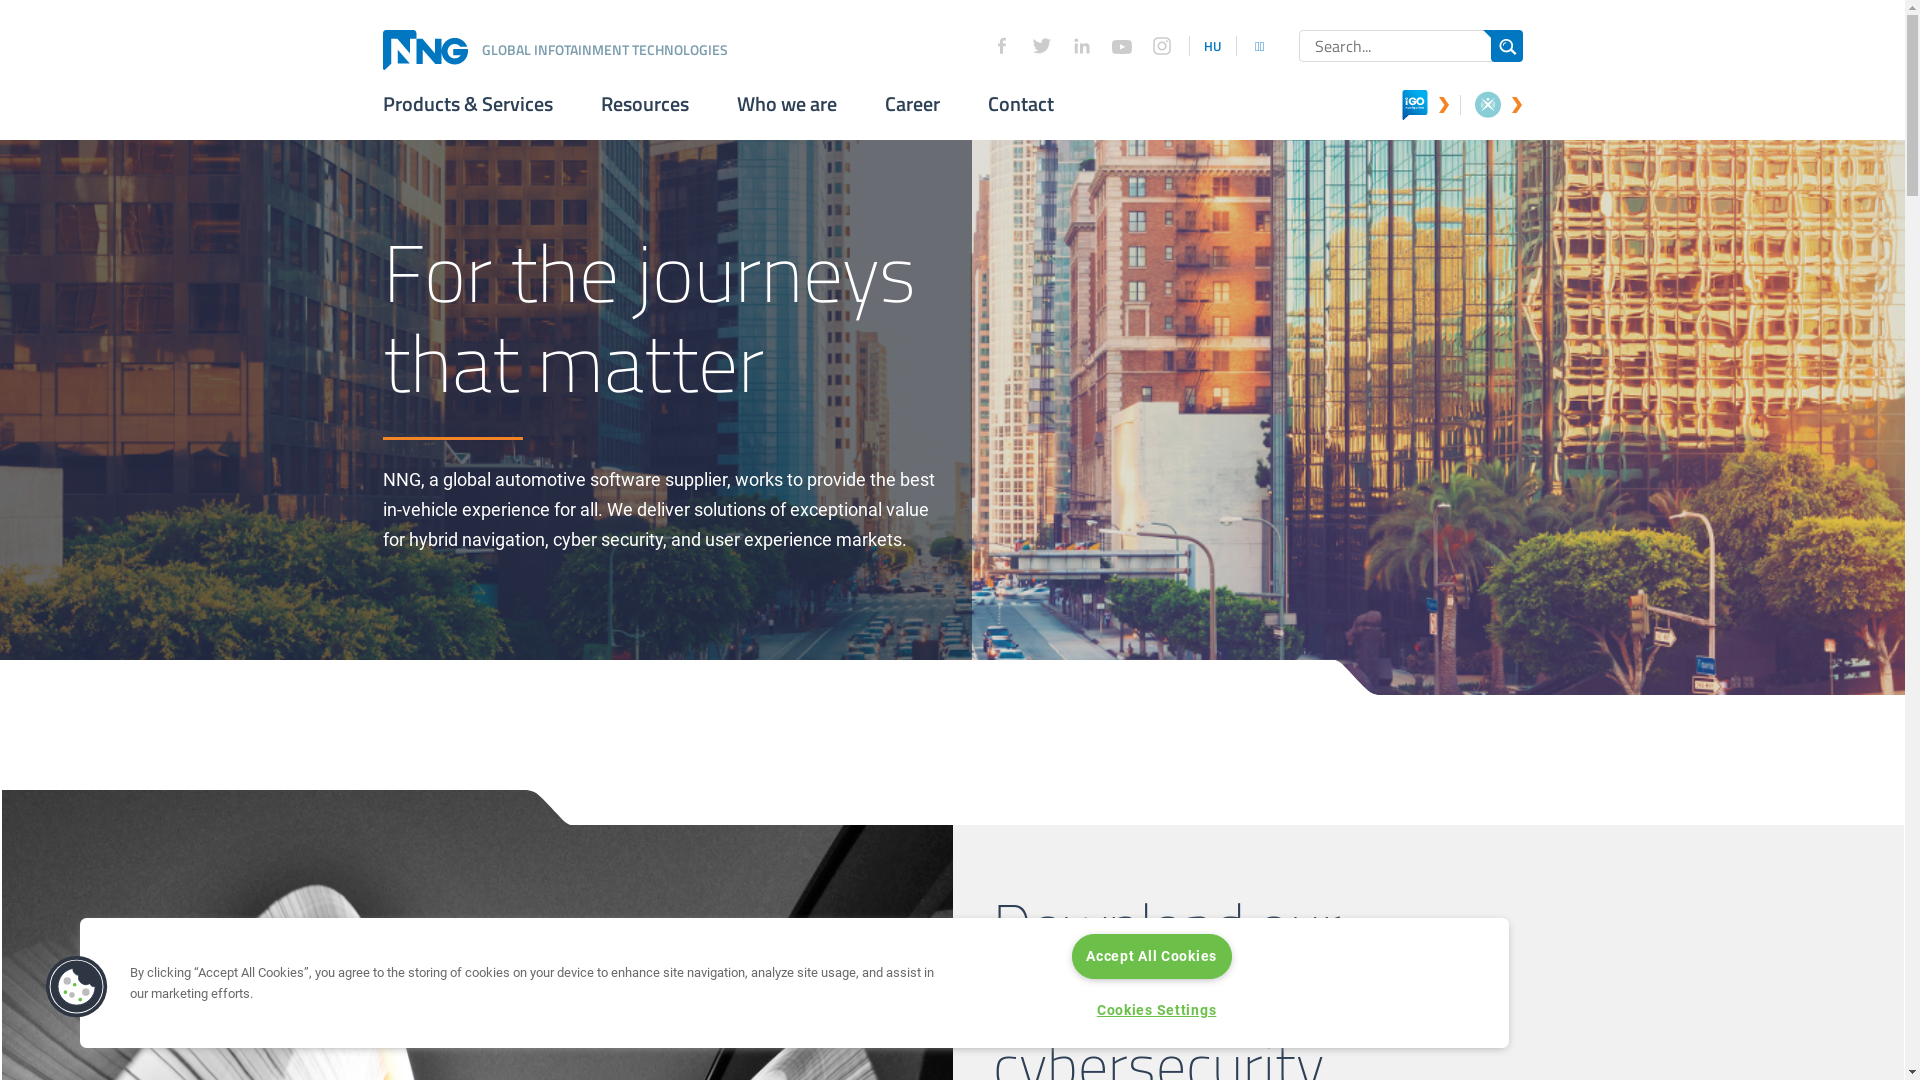 NNG GLOBAL INFOTAINMENT TECHNOLOGIES
HU
Search...
Products & Services
Resources
Who we are
Career
Contact
iGO
For the journeys
that matter
NNG, a global automotive software supplier, works to provide the best
in-vehicle experience for all. We deliver solutions of exceptional value
for hybrid navigation, cyber security, and user experience markets.
Download our
cybersecurity
By clicking “Accept All Cookies”, you agree to the storing of cookies on your device to enhance site navigation, analyze site usage, and assist in
our marketing efforts.
Accept All Cookies
Cookies Settings